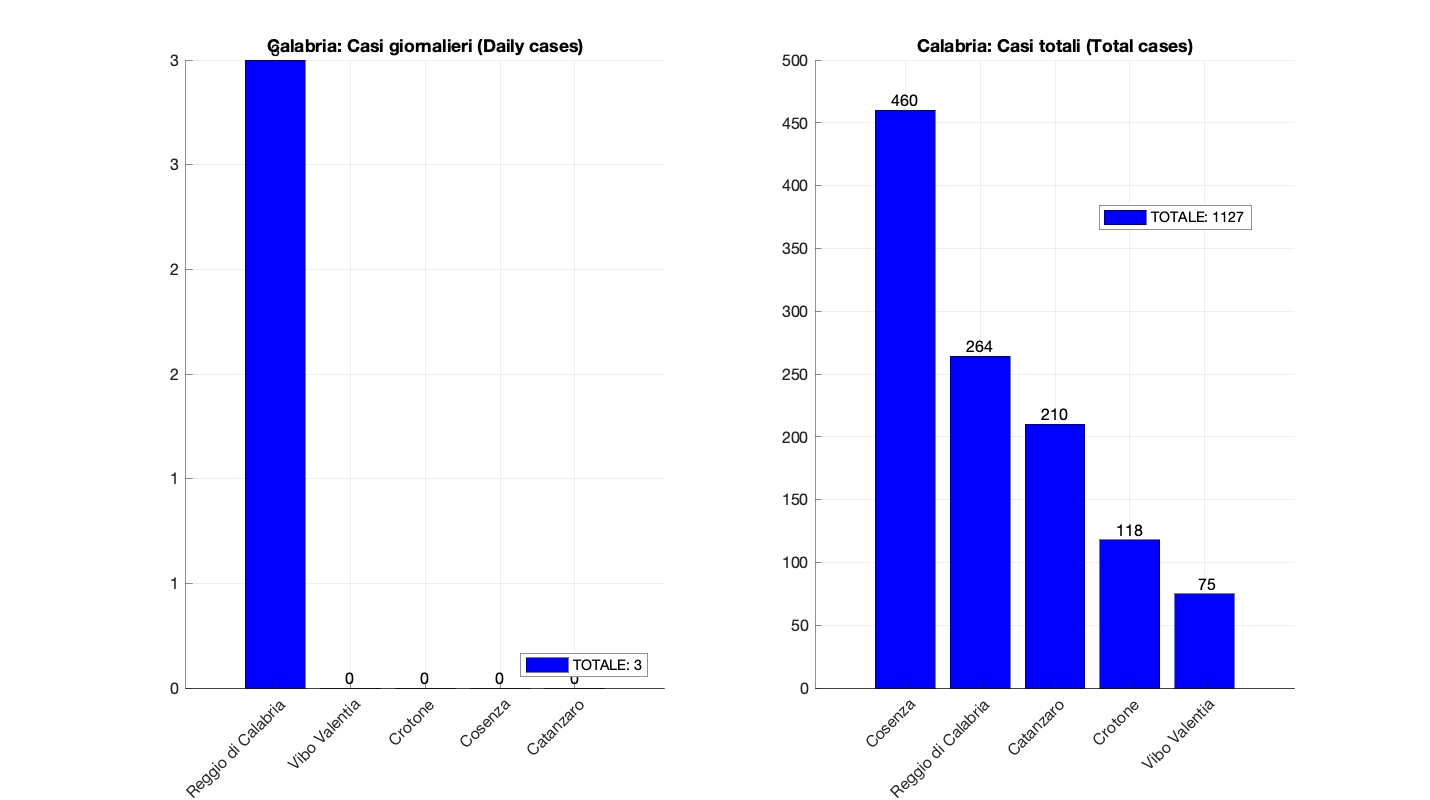 Calabria: Casi giornalieri (Daily cases)
3
3
3
2
2
1
1
0
0
0
0
0
TOTALE: 3
Reggio di Calabria
Vibo Valentia
Crotone
Cosenza
Catanzaro
Calabria: Casi totali (Total cases)
500
450
400
350
300
250
200
150
100
50
0
460
264
210
118
75
TOTALE: 1127
Cosenza
Reggio di Calabria
Catanzaro
Crotone
Vibo Valentia